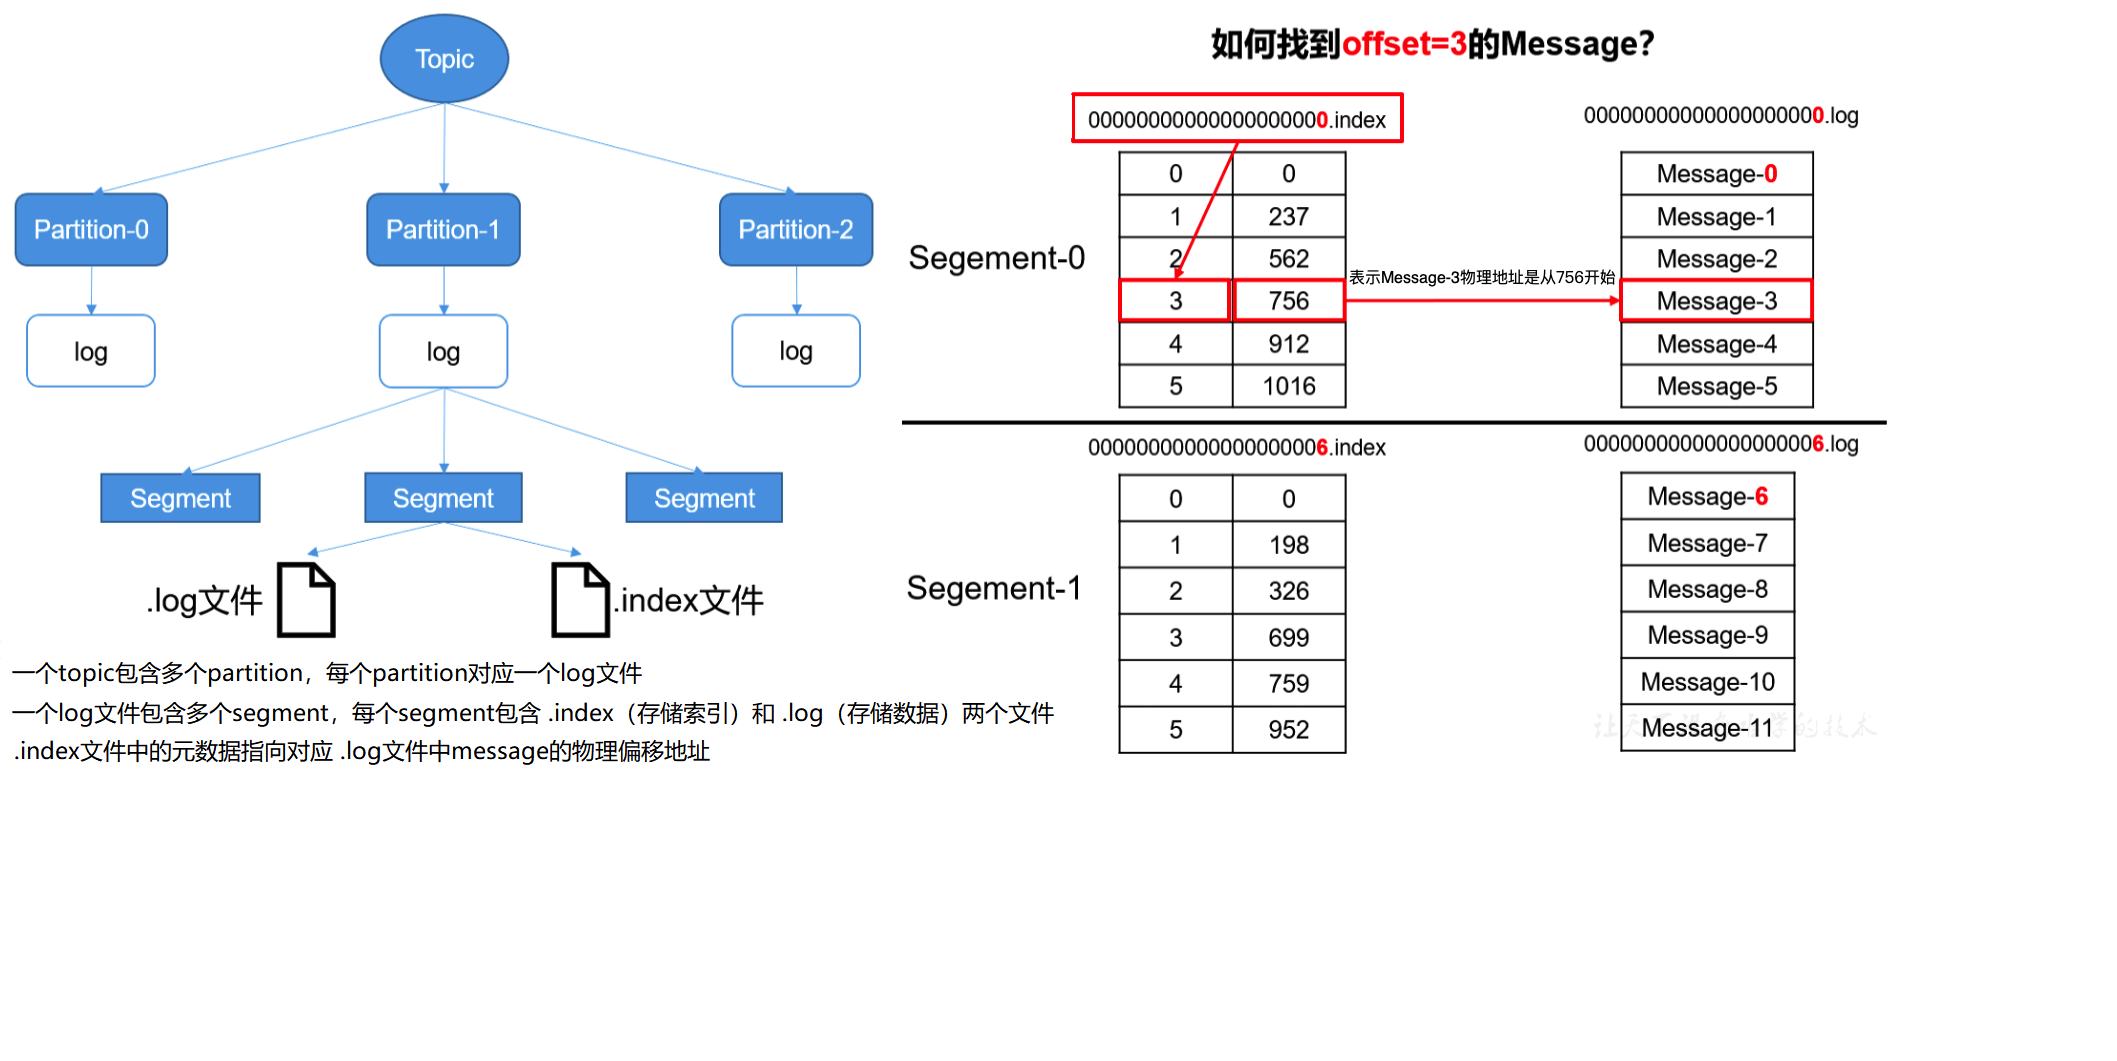 Topic
Partition-0
Partition-1
Partition-2
log
log
log
Segment
Segment
Segment
.log文件
.index文件
一个topic包含多个partition，每个partition对应一个log文件
一个log文件包含多个segment，每个segment包含 .index（存储索引）和 .log（存储数据）两个文件
.index文件中的元数据指向对应 .log文件中message的物理偏移地址
如何找到offset=3的Message?
00000000000000000000.index
00000000000000000000.log
Segement-0
0 0
1 237
2 562
3 756
4 912
5 1016
表示Message-3物理地址是从756开始
Message-0
Message-1
Message-2
Message-3
Message-4
Message-5
00000000000000000006.index
00000000000000000006.log
Segement-1
0 0
1 198
2 326
3 699
4 759
5 952
Message-6
Message-7
Message-8
Message-9
Message-10
Message-11